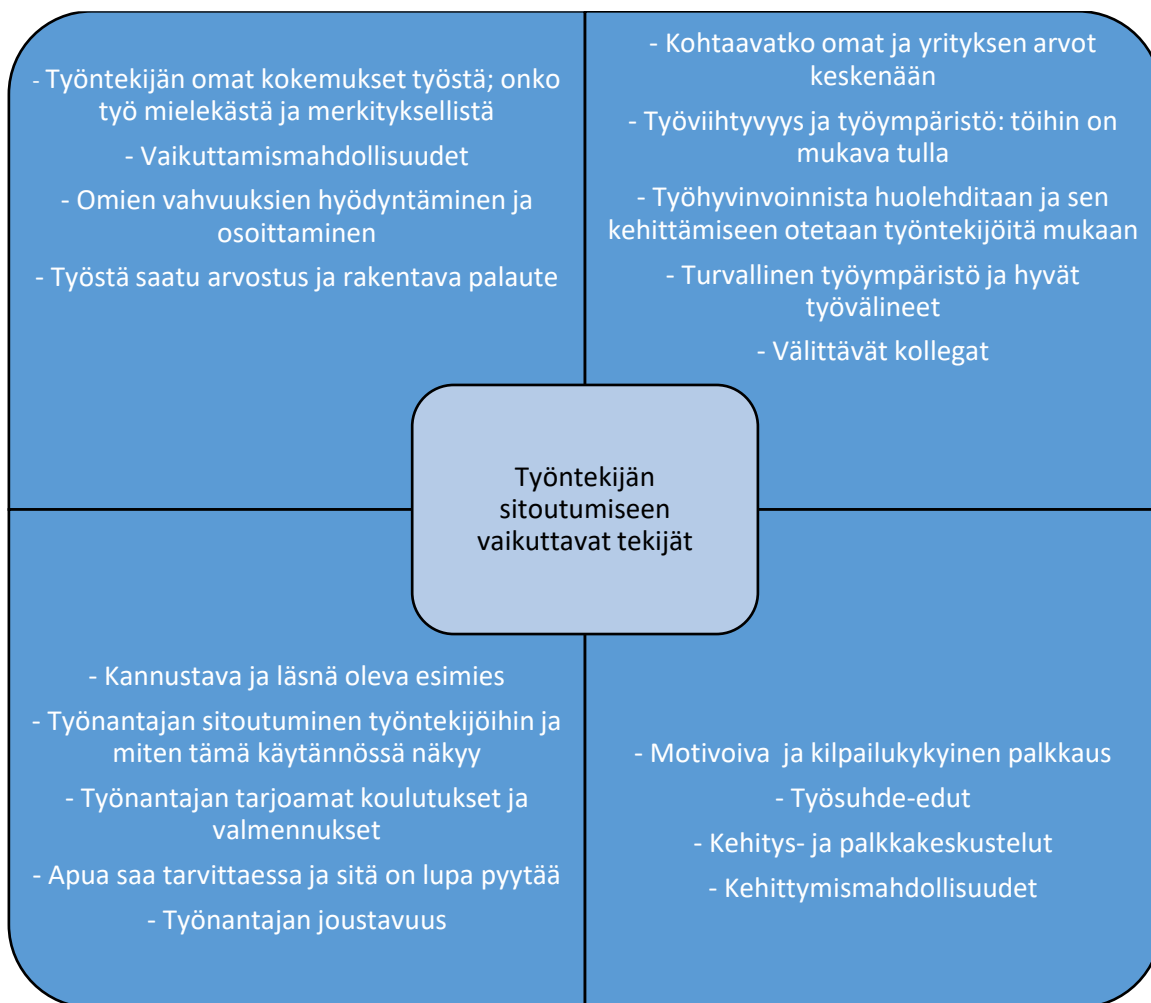 - Työntekijän omat kokemukset työstä; onko
työ mielekästä ja merkityksellistä
- Vaikuttamismahdollisuudet
- Omien vahvuuksien hyödyntäminen ja
osoittaminen
- Työstä saatu arvostus ja rakentava palaute
- Kohtaavatko omat ja yrityksen arvot
keskenään
- Työviihtyvyys ja työympäristö: töihin on
mukava tulla
- Työhyvinvoinnista huolehditaan ja sen
kehittämiseen otetaan työntekijöitä mukaan
- Turvallinen työympäristö ja hyvät
työvälineet
- Välittävät kollegat
Työntekijän
sitoutumiseen
vaikuttavat tekijät
- Kannustava ja läsnä oleva esimies
- Työnantajan sitoutuminen työntekijöihin ja
miten tämä käytännössä näkyy
- Työnantajan tarjoamat koulutukset ja
valmennukset
- Apua saa tarvittaessa ja sitä on lupa pyytää
- Työnantajan joustavuus
- Motivoiva  ja kilpailukykyinen palkkaus
- Työsuhde-edut
- Kehitys- ja palkkakeskustelut
- Kehittymismahdollisuudet